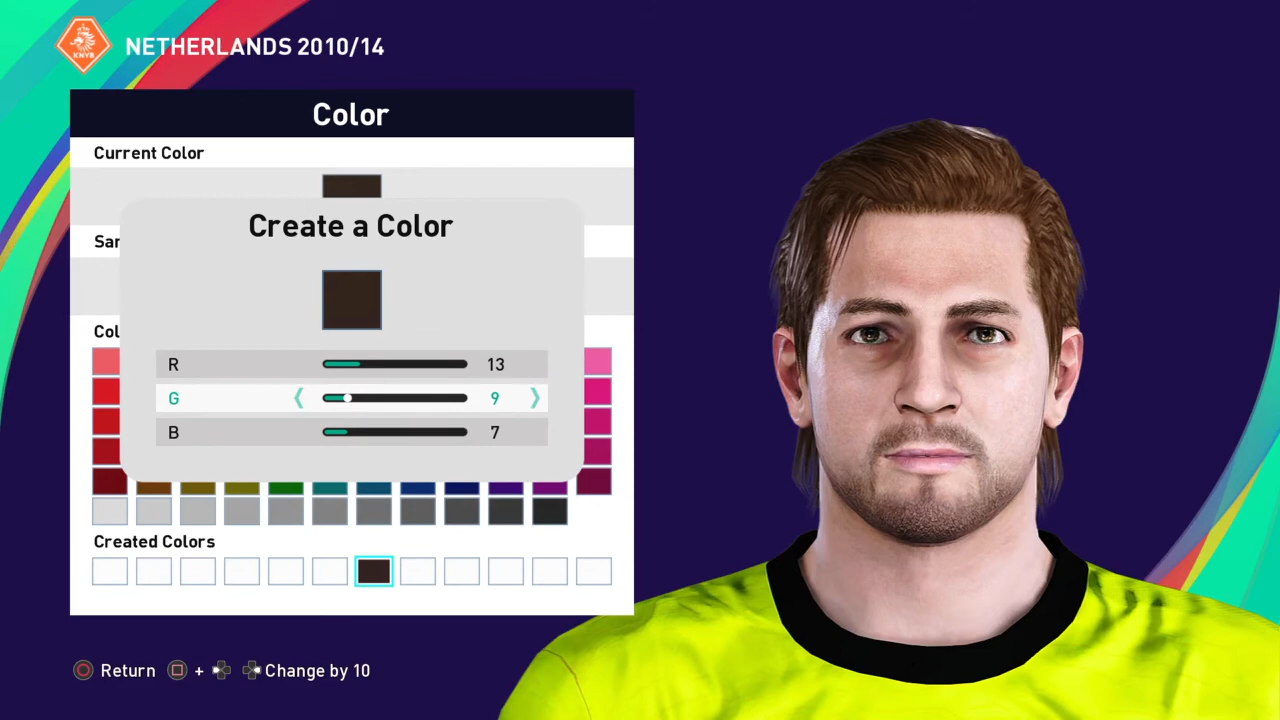 KNVB
NETHERLANDS 2010/14
Color
Current Color
Create a Color
Sar
Col
R 13
G 9
B 7
Created Colors
Return + Change by 10